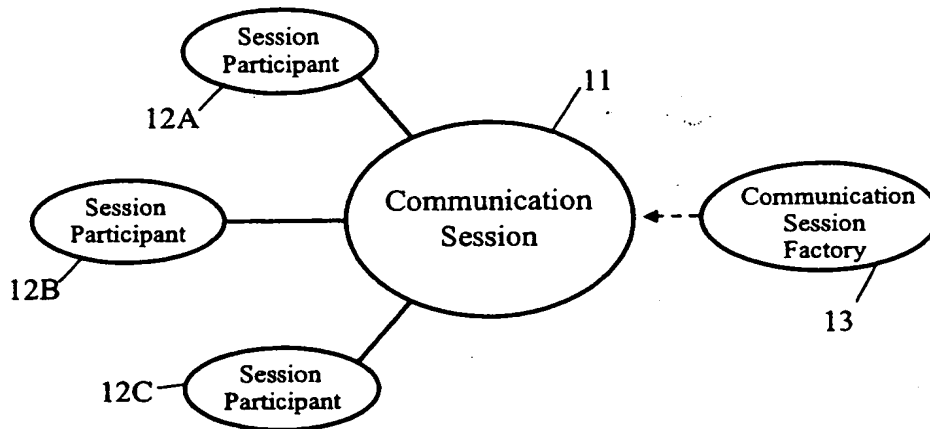 Session
Participant
12A
11
Session
Participant
12B
Communication
Session
Communication
Session
Factory
13
Session
Participant
12C